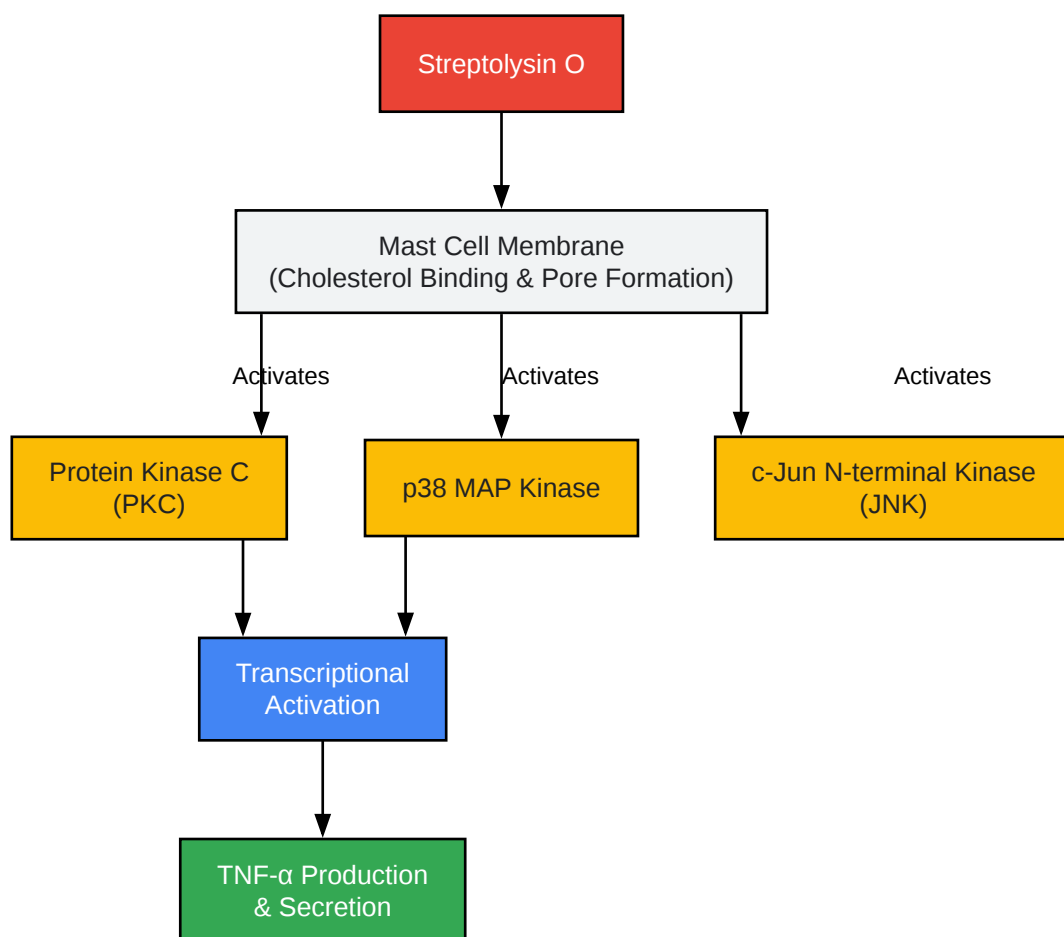 Streptolysin O
Mast Cell Membrane
(Cholesterol Binding & Pore Formation)
Activates
Activates
Activates
Protein Kinase C
(PKC)
p38 MAP Kinase
c-Jun N-terminal Kinase
(JNK)
Transcriptional
Activation
TNF-α Production
& Secretion